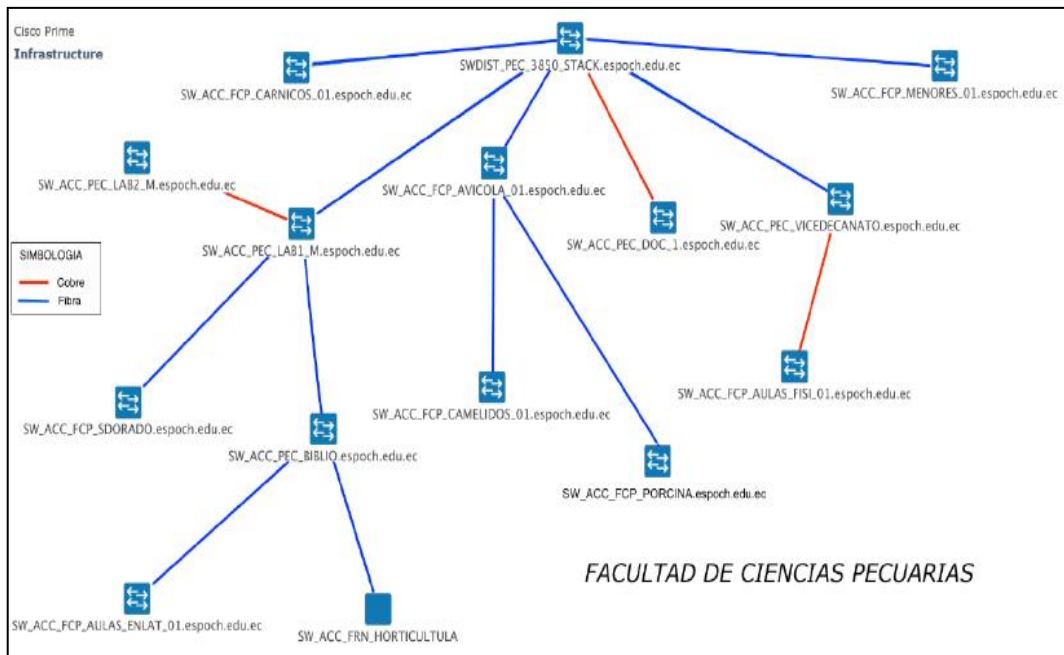 Cisco Prime
Infrastructure
SWDIST_PEC_3850_STACK.espoch.edu.ec
SW_ACC_FCP_CARNICOS_01.espoch.edu.ec
SW_ACC_FCP_MENORES_01.espoch.edu.ec
SW_ACC_PEC_LAB2_M.espoch.edu.ec
SW_ACC_FCP_AVICOLA_01.espoch.edu.ec
SW_ACC_PEC_VICEDECANATO.espoch.edu.ec
SW_ACC_PEC_DOC_1.espoch.edu.ec
SW_ACC_PEC_LAB1_M.espoch.edu.ec
SIMBOLOGIA
Cobre
Fibra
SW_ACC_FCP_AULAS_FISI_01.espoch.edu.ec
SW_ACC_FCP_CAMELIDOS_01.espoch.edu.ec
SW_ACC_FCP_SDORADO.espoch.edu.ec
SW_ACC_PEC_BIBLIO.espoch.edu.ec
SW_ACC_FCP_PORCINA.espoch.edu.ec
FACULTAD DE CIENCIAS PECUARIAS
SW_ACC_FCP_AULAS_ENLAT_01.espoch.edu.ec
SW_ACC_FRN_HORTICULTULA